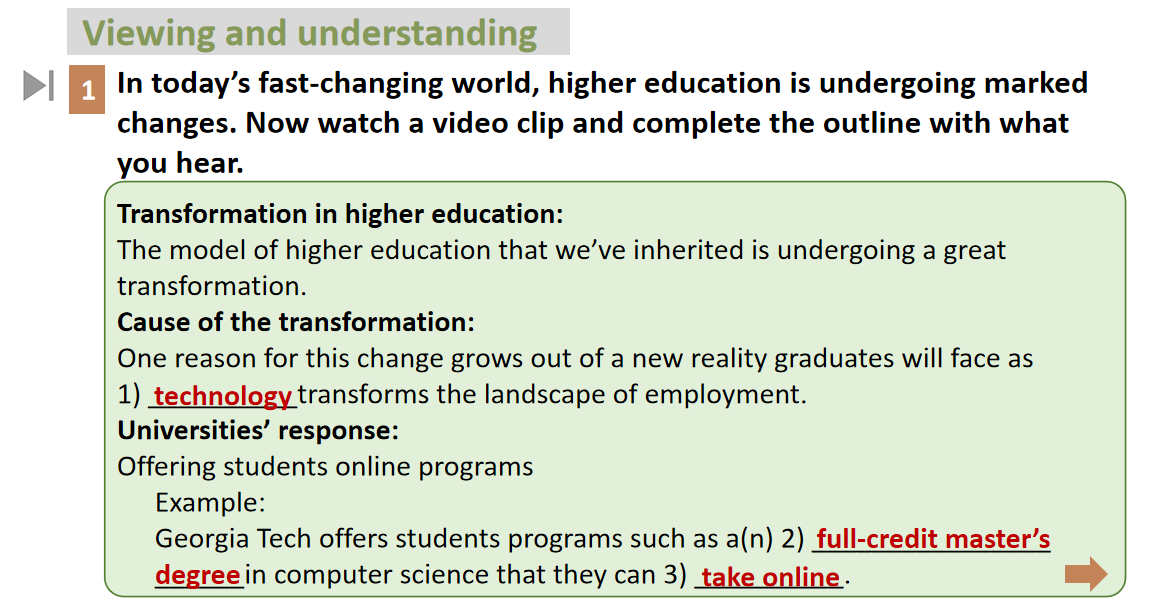 Viewing and understanding
1 In today's fast-changing world, higher education is undergoing marked
changes. Now watch a video clip and complete the outline with what
you hear.
Transformation in higher education:
The model of higher education that we've inherited is undergoing a great
transformation.
Cause of the transformation:
One reason for this change grows out of a new reality graduates will face as
1) technology transforms the landscape of employment.
Universities' response:
Offering students online programs
Example:
Georgia Tech offers students programs such as a(n) 2) full-credit master's
degree in computer science that they can 3) take online.